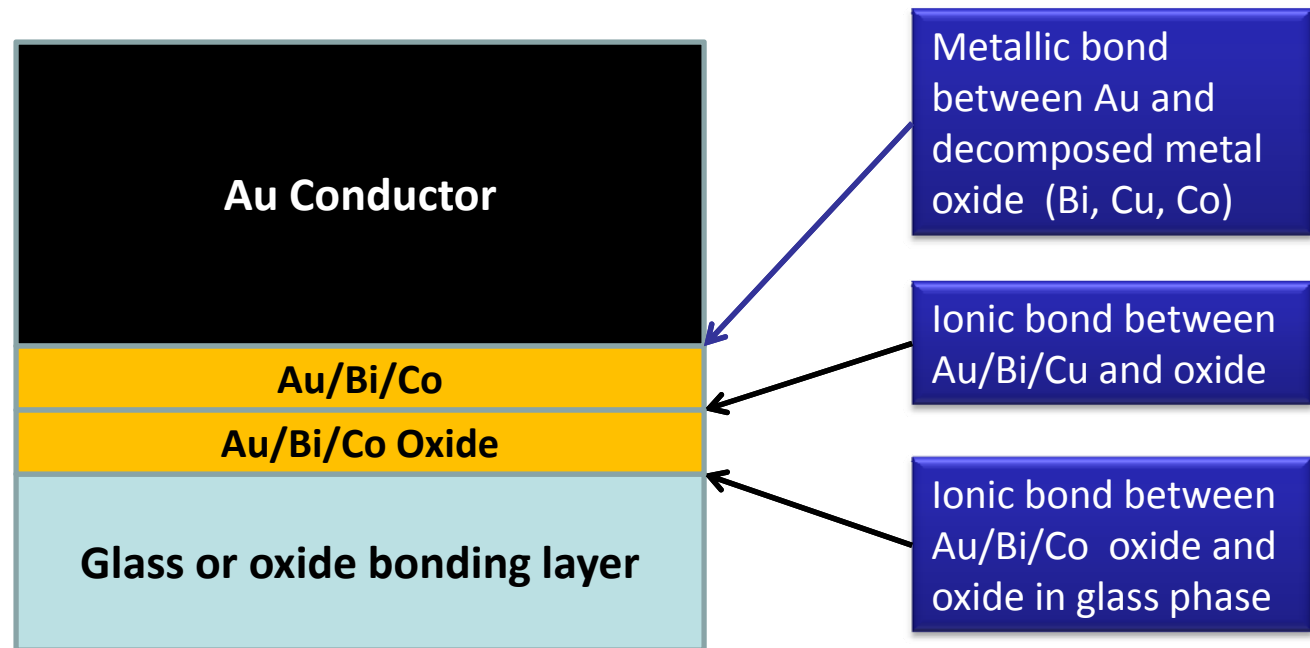 Au Conductor
Au/Bi/Co
Au/Bi/Co Oxide
Glass or oxide bonding layer
Metallic bond
between Au and
decomposed metal
oxide (Bi, Cu, Co)
Ionic bond between
Au/Bi/Cu and oxide
Ionic bond between
Au/Bi/Co oxide and
oxide in glass phase